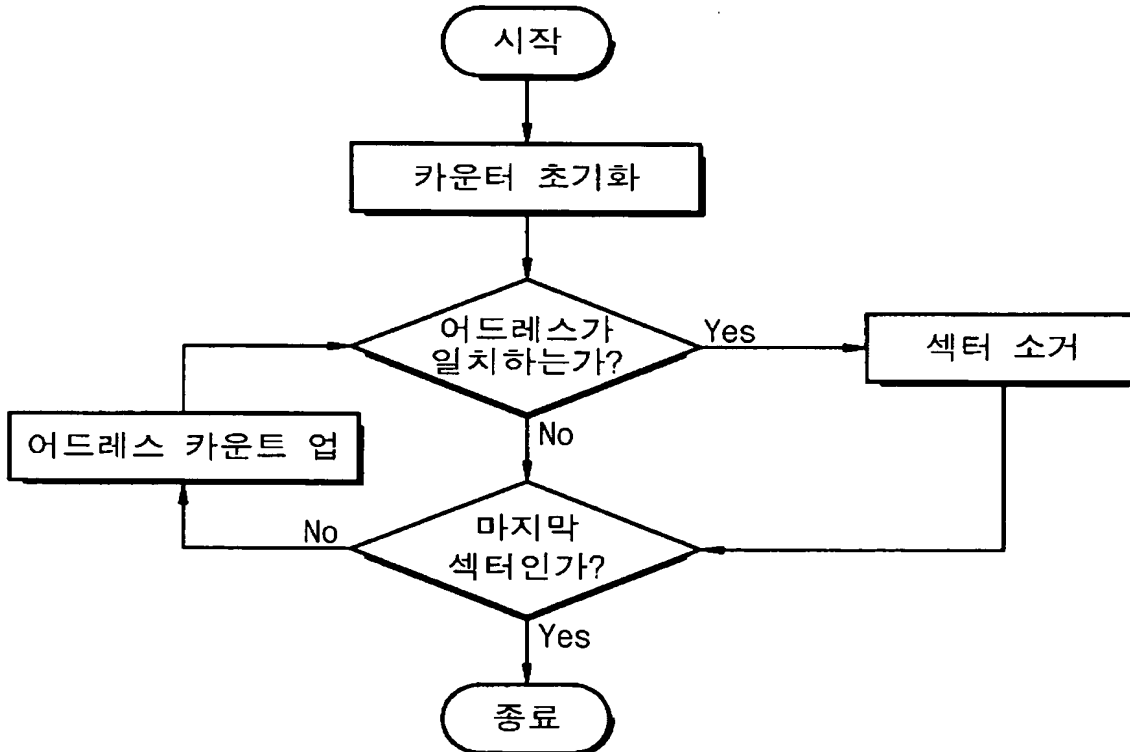 시작
카운터 초기화
어드레스가
일치하는가?
Yes
섹터 소거
No
어드레스 카운트 업
마지막
섹터인가?
No
Yes
종료